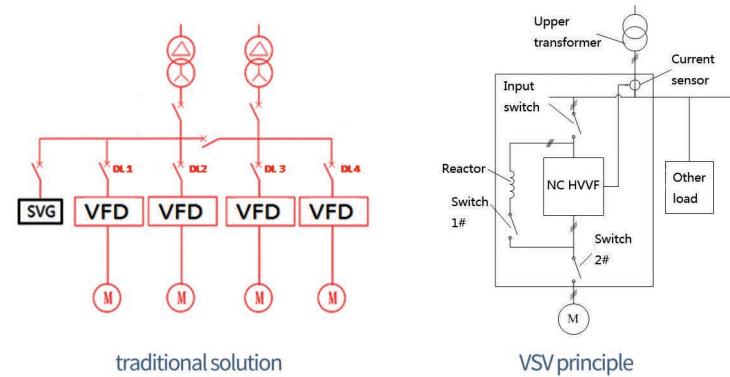 DL1
DL2
DL3
DL4
SVG
VFD
VFD
VFD
VFD
M
M
M
M
traditional solution
Upper
transformer
Current
sensor
Input
switch
Reactor
NC HVVF
Other
load
Switch
1#
Switch
2#
M
VSV principle